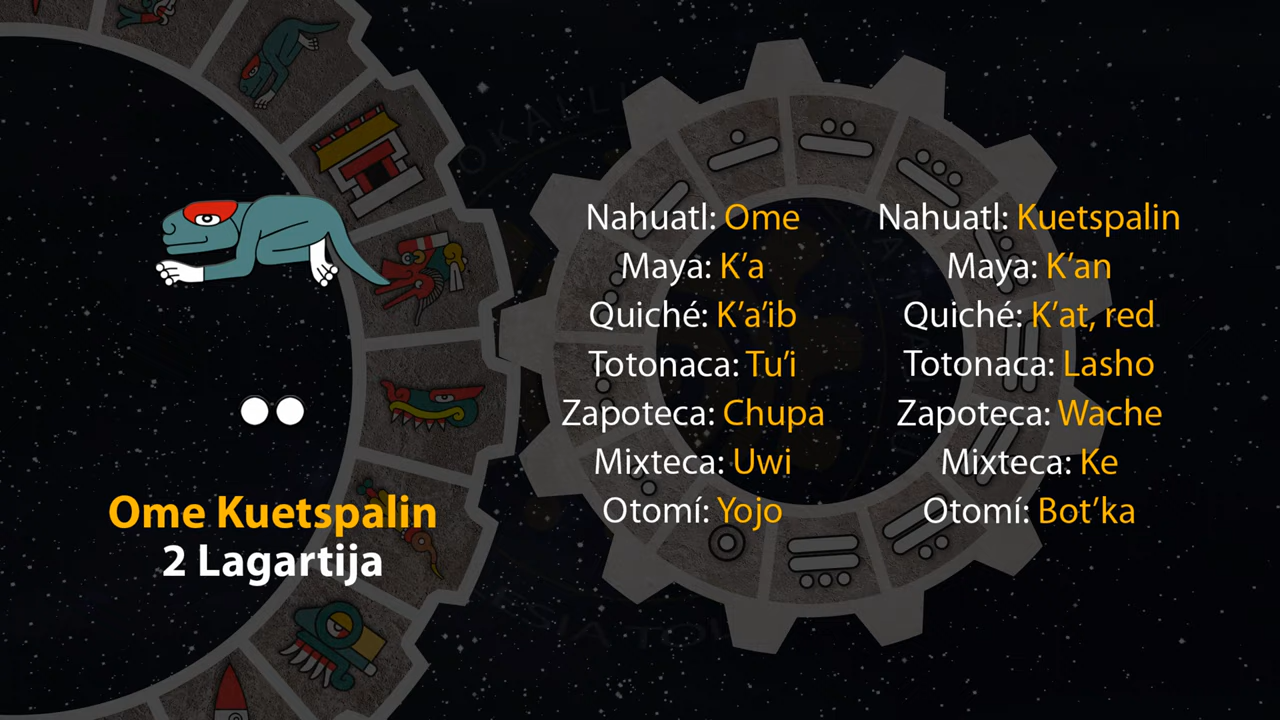 Ome Kuetspalin
2 Lagartija
Nahuatl: Ome
Maya: K’a
Quiché: K’a’ib
Totonaca: Tu’i
Zapoteca: Chupa
Mixteca: Uwi
Otomí: Yojo
Nahuatl: Kuetspalin
Maya: K’an
Quiché: K’at, red
Totonaca: Lasho
Zapoteca: Wache
Mixteca: Ke
Otomí: Bot’ka